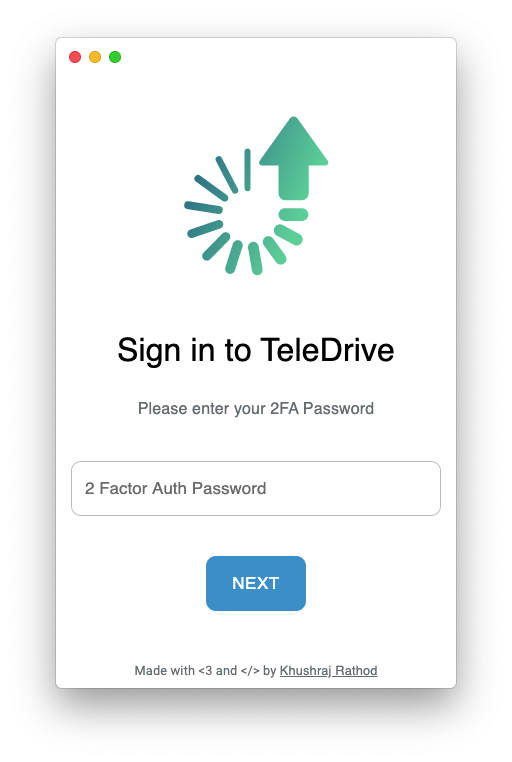 Sign in to TeleDrive
Please enter your 2FA Password
2 Factor Auth Password
NEXT
Made with <3 and </> by Khushraj Rathod